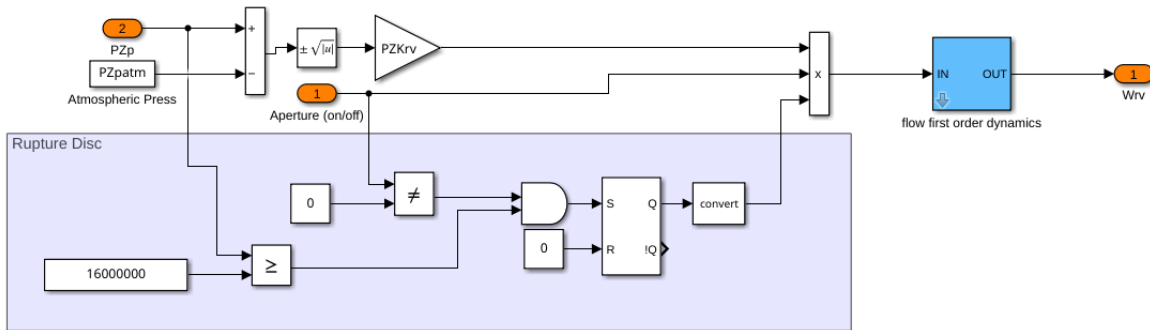 2
PZp
PZpatm
Atmospheric Press
+
−
± √|u|
PZKrv
1
Aperture (on/off)
x
IN
OUT
flow first order dynamics
1
Wrv
Rupture Disc
0
≠
16000000
≥
0
S
Q
R
!Q
convert